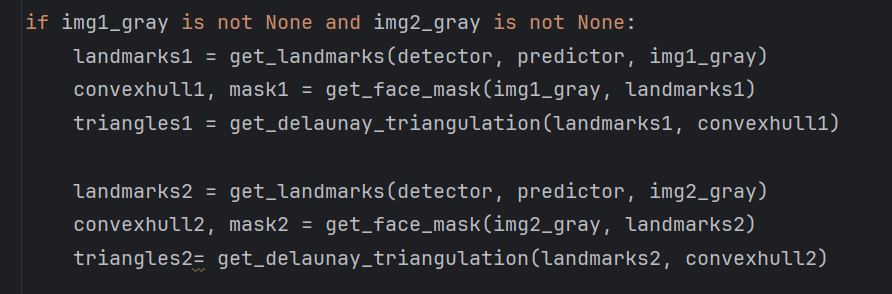 if img1_gray is not None and img2_gray is not None:
    landmarks1 = get_landmarks(detector, predictor, img1_gray)
    convexhull1, mask1 = get_face_mask(img1_gray, landmarks1)
    triangles1 = get_delaunay_triangulation(landmarks1, convexhull1)
    landmarks2 = get_landmarks(detector, predictor, img2_gray)
    convexhull2, mask2 = get_face_mask(img2_gray, landmarks2)
    triangles2= get_delaunay_triangulation(landmarks2, convexhull2)